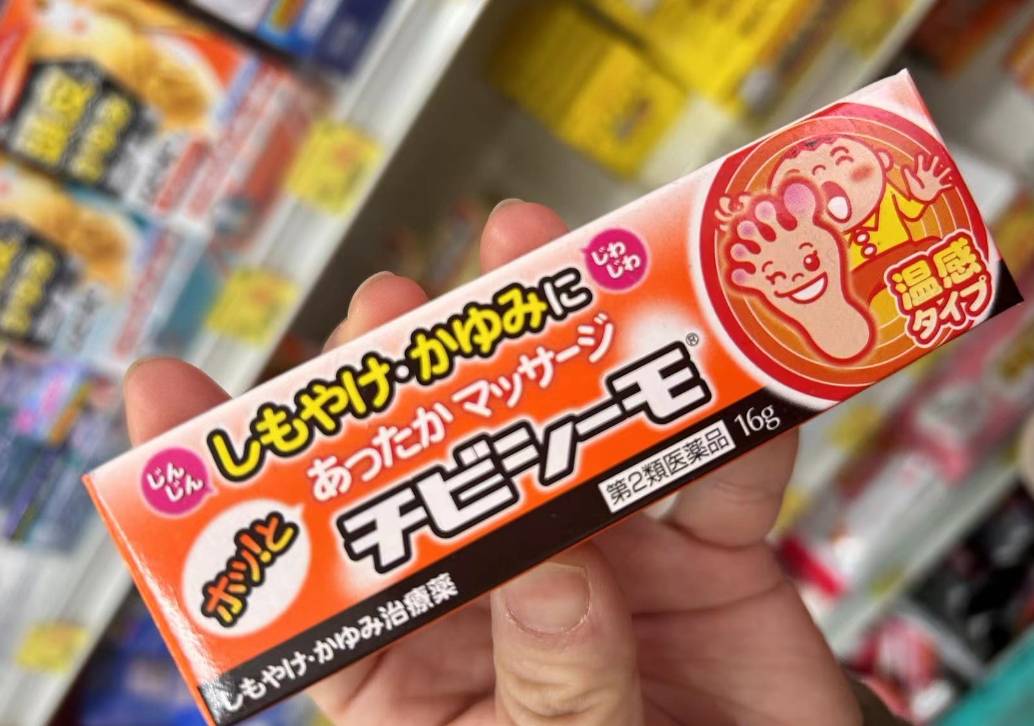 じわ
じわ
しもやけ・かゆみに
じん
じん
あったかマッサージ
チビシーモ®
ホッ!と
温感
タイプ
第2類医薬品 16g
しもやけ・かゆみ治療薬